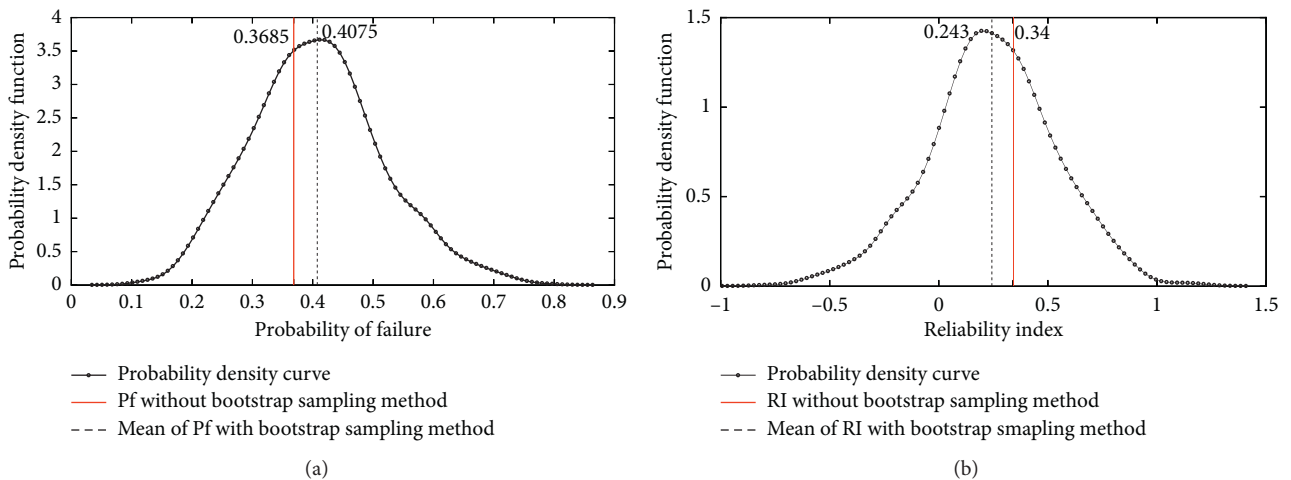 4
3.5
3
2.5
2
1.5
1
0.5
0
Probability density function
0.3685
0.4075
0 0.1 0.2 0.3 0.4 0.5 0.6 0.7 0.8 0.9
Probability of failure
Probability density curve
Pf without bootstrap sampling method
Mean of Pf with bootstrap sampling method
(a)
1.5
1
0.5
0
Probability density function
0.243
0.34
–1 –0.5 0 0.5 1 1.5
Reliability index
Probability density curve
RI without bootstrap sampling method
Mean of RI with bootstrap smapling method
(b)